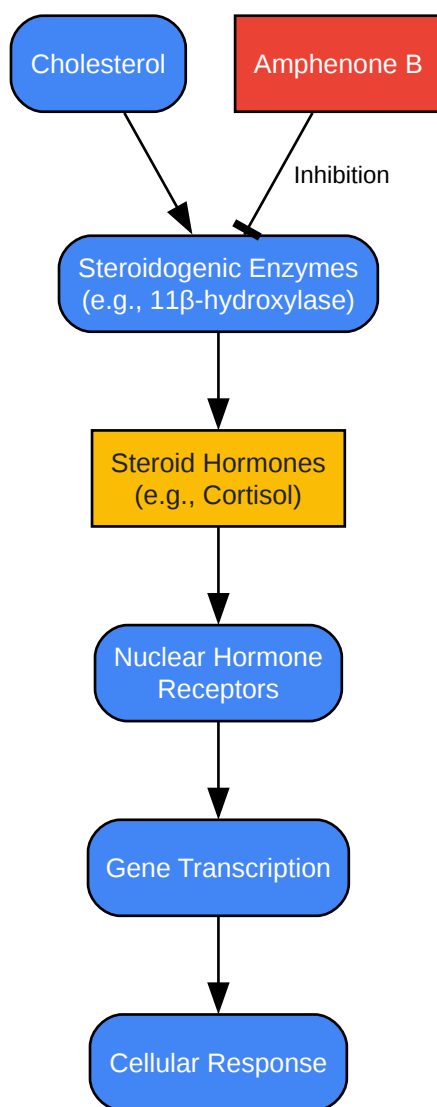 Cholesterol
Amphenone B
Inhibition
Steroidogenic Enzymes
(e.g., 11β-hydroxylase)
Steroid Hormones
(e.g., Cortisol)
Nuclear Hormone
Receptors
Gene Transcription
Cellular Response